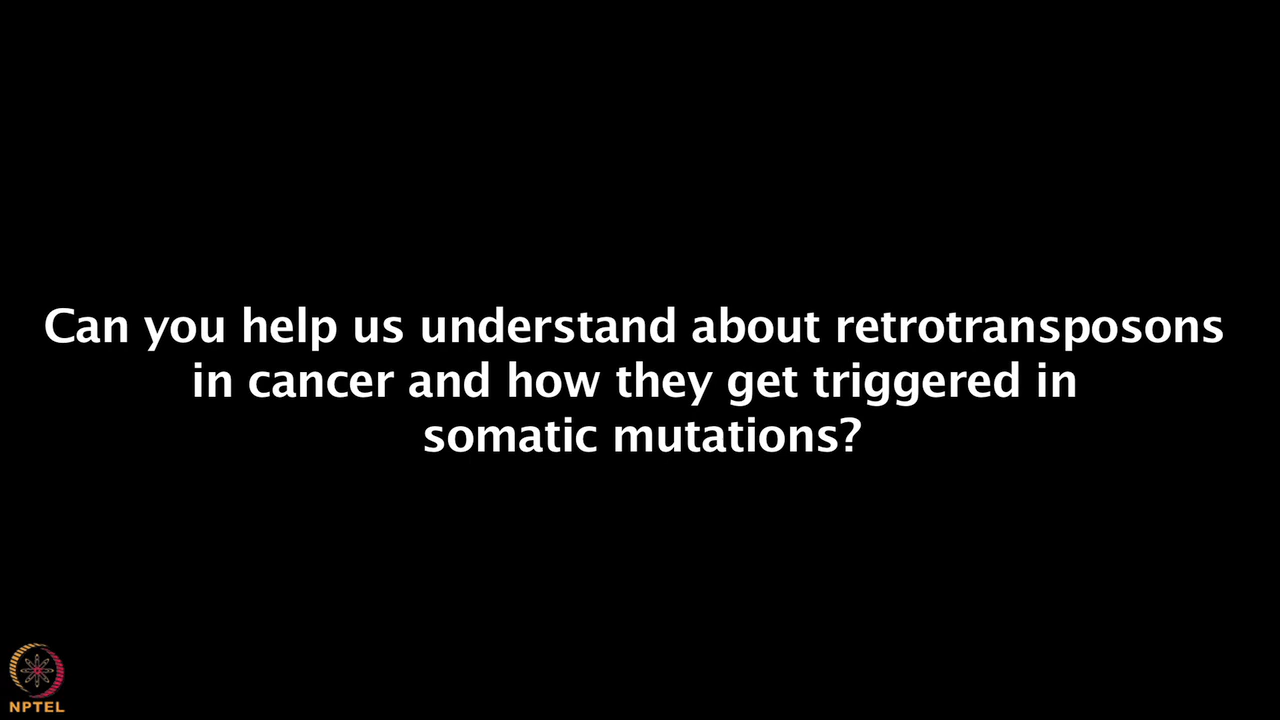 Can you help us understand about retrotransposons
in cancer and how they get triggered in
somatic mutations?
NPTEL